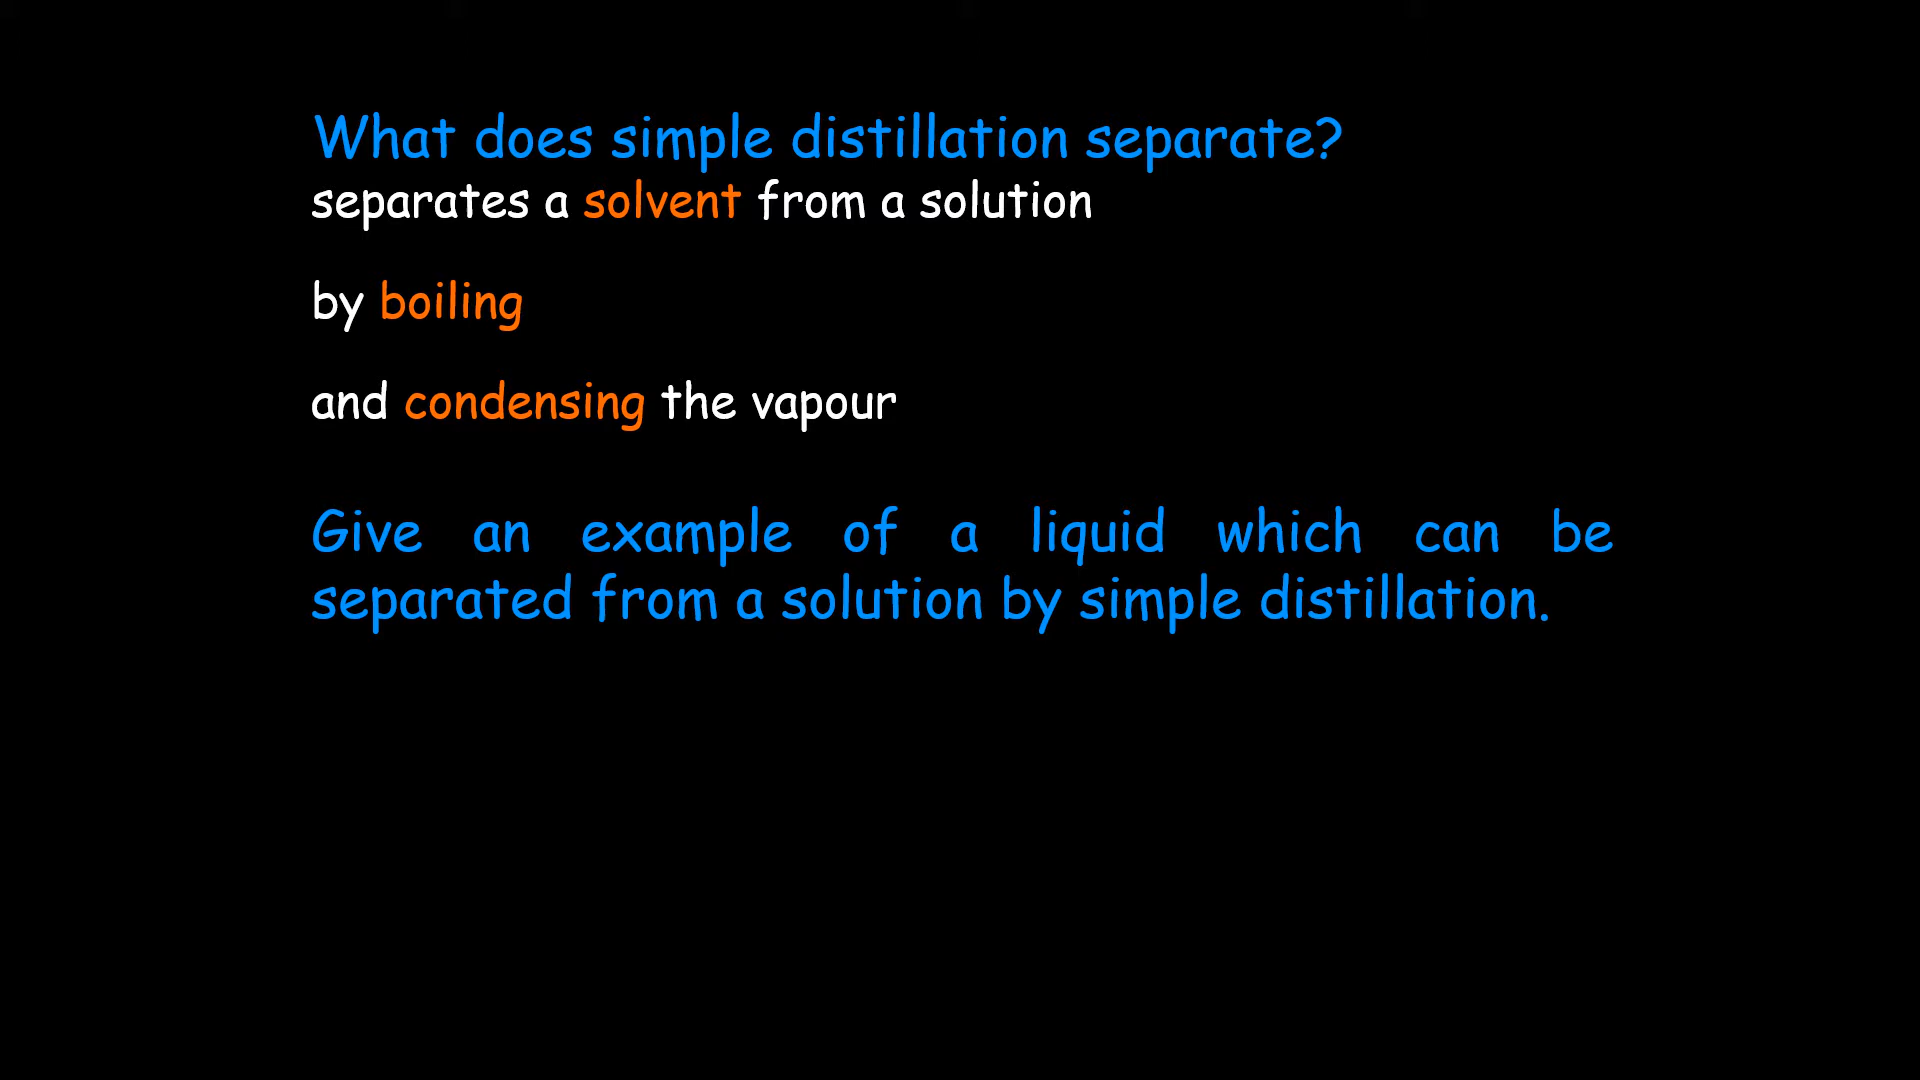 What does simple distillation separate?
separates a solvent from a solution
by boiling
and condensing the vapour
Give an example of a liquid which can be
separated from a solution by simple distillation.